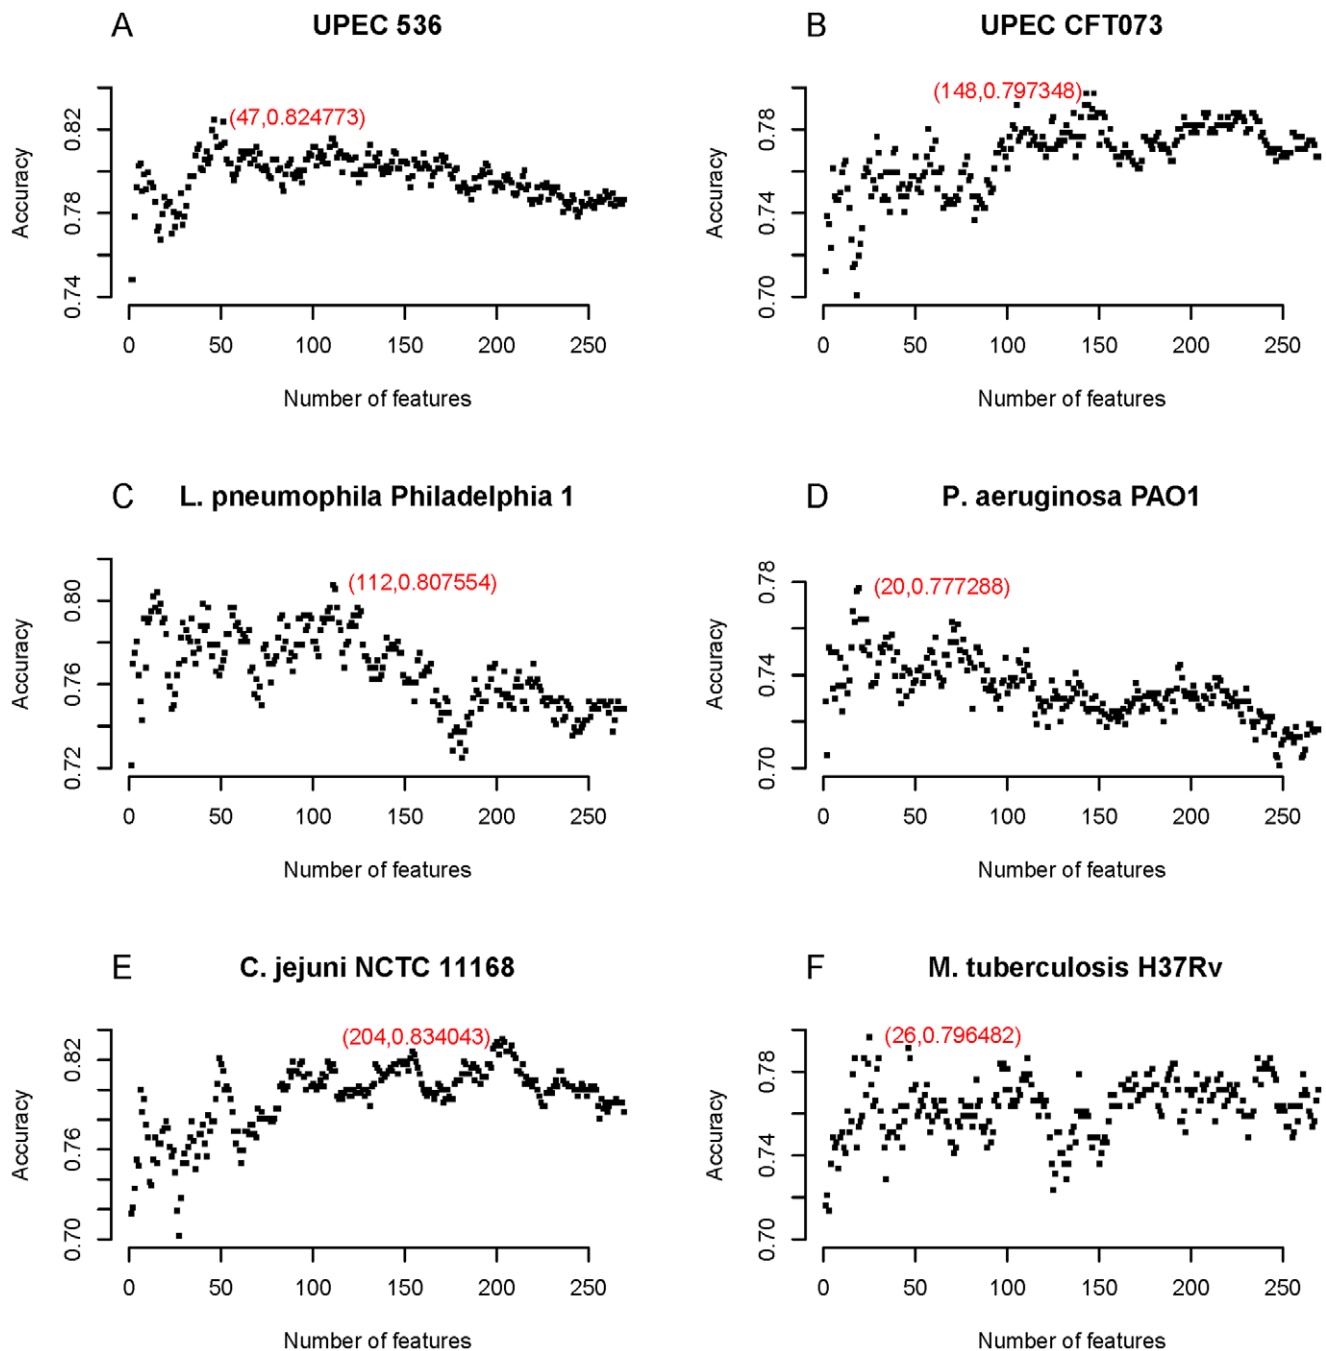 A UPEC 536
(47,0.824773)
Accuracy
0.82
0.78
0.74
0 50 100 150 200 250
Number of features
B UPEC CFT073
(148,0.797348)
Accuracy
0.78
0.74
0.70
0 50 100 150 200 250
Number of features
C L. pneumophila Philadelphia 1
(112,0.807554)
Accuracy
0.80
0.76
0.72
0 50 100 150 200 250
Number of features
D P. aeruginosa PAO1
(20,0.777288)
Accuracy
0.78
0.74
0.70
0 50 100 150 200 250
Number of features
E C. jejuni NCTC 11168
(204,0.834043)
Accuracy
0.82
0.76
0.70
0 50 100 150 200 250
Number of features
F M. tuberculosis H37Rv
(26,0.796482)
Accuracy
0.78
0.74
0.70
0 50 100 150 200 250
Number of features